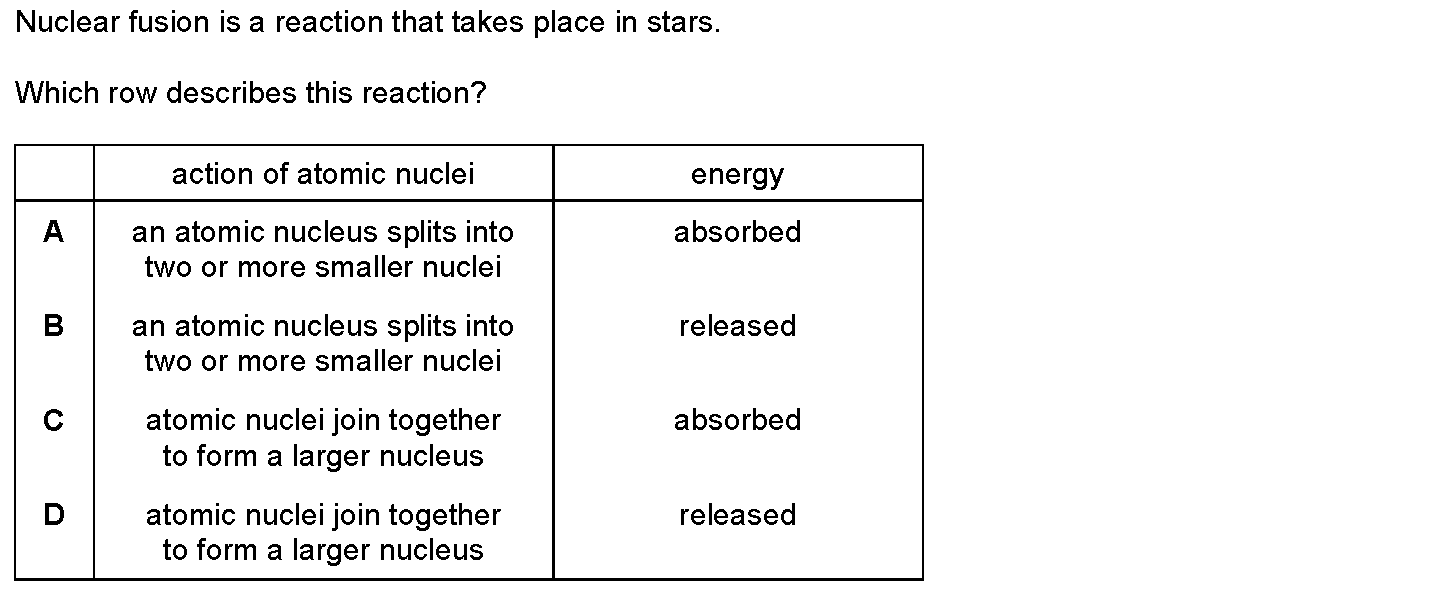 Nuclear fusion is a reaction that takes place in stars.
Which row describes this reaction?
action of atomic nuclei energy
A an atomic nucleus splits into absorbed
two or more smaller nuclei
B an atomic nucleus splits into released
two or more smaller nuclei
C atomic nuclei join together absorbed
to form a larger nucleus
D atomic nuclei join together released
to form a larger nucleus